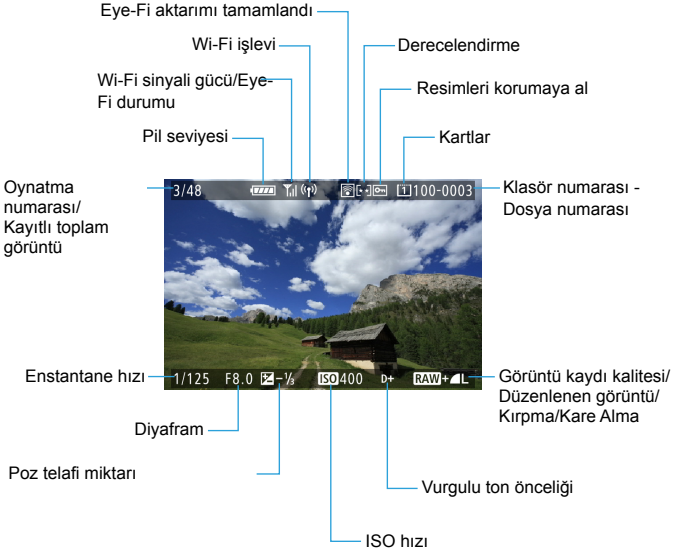 Eye-Fi aktarımı tamamlandı
Wi-Fi işlevi
Derecelendirme
Wi-Fi sinyali gücü/Eye-
Fi durumu
Resimleri korumaya al
Pil seviyesi
Kartlar
Oynatma
numarası/
Kayıtlı toplam
görüntü
3/48
1
100-0003
Klasör numarası -
Dosya numarası
Enstantane hızı
1/125
F8.0
-1/3
ISO 400
D+
RAW+L
Görüntü kaydı kalitesi/
Düzenlenen görüntü/
Kırpma/Kare Alma
Diyafram
Poz telafi miktarı
Vurgulu ton önceliği
ISO hızı